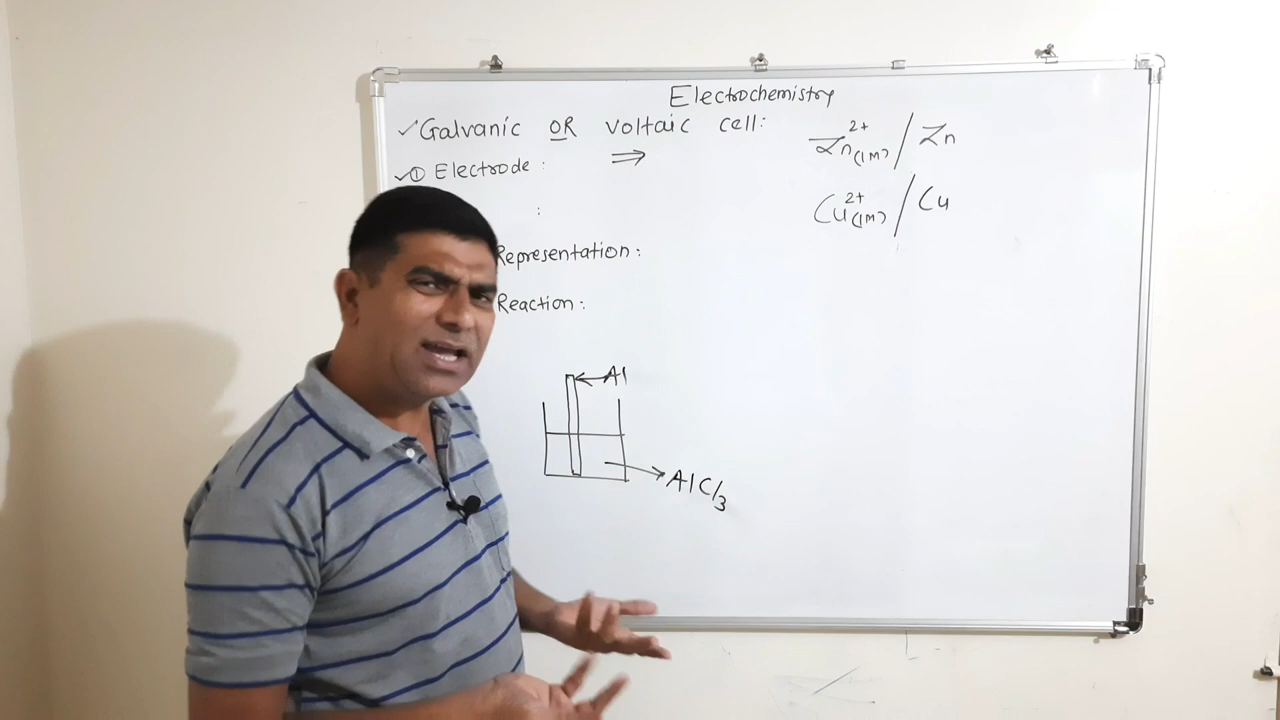 Electrochemistry
✓Galvanic OR voltaic cell:
✓① Electrode :
⇒
Zn²⁺(1M) / Zn
Cu²⁺(1M) / Cu
:
Representation:
Reaction:
Al
AlCl3